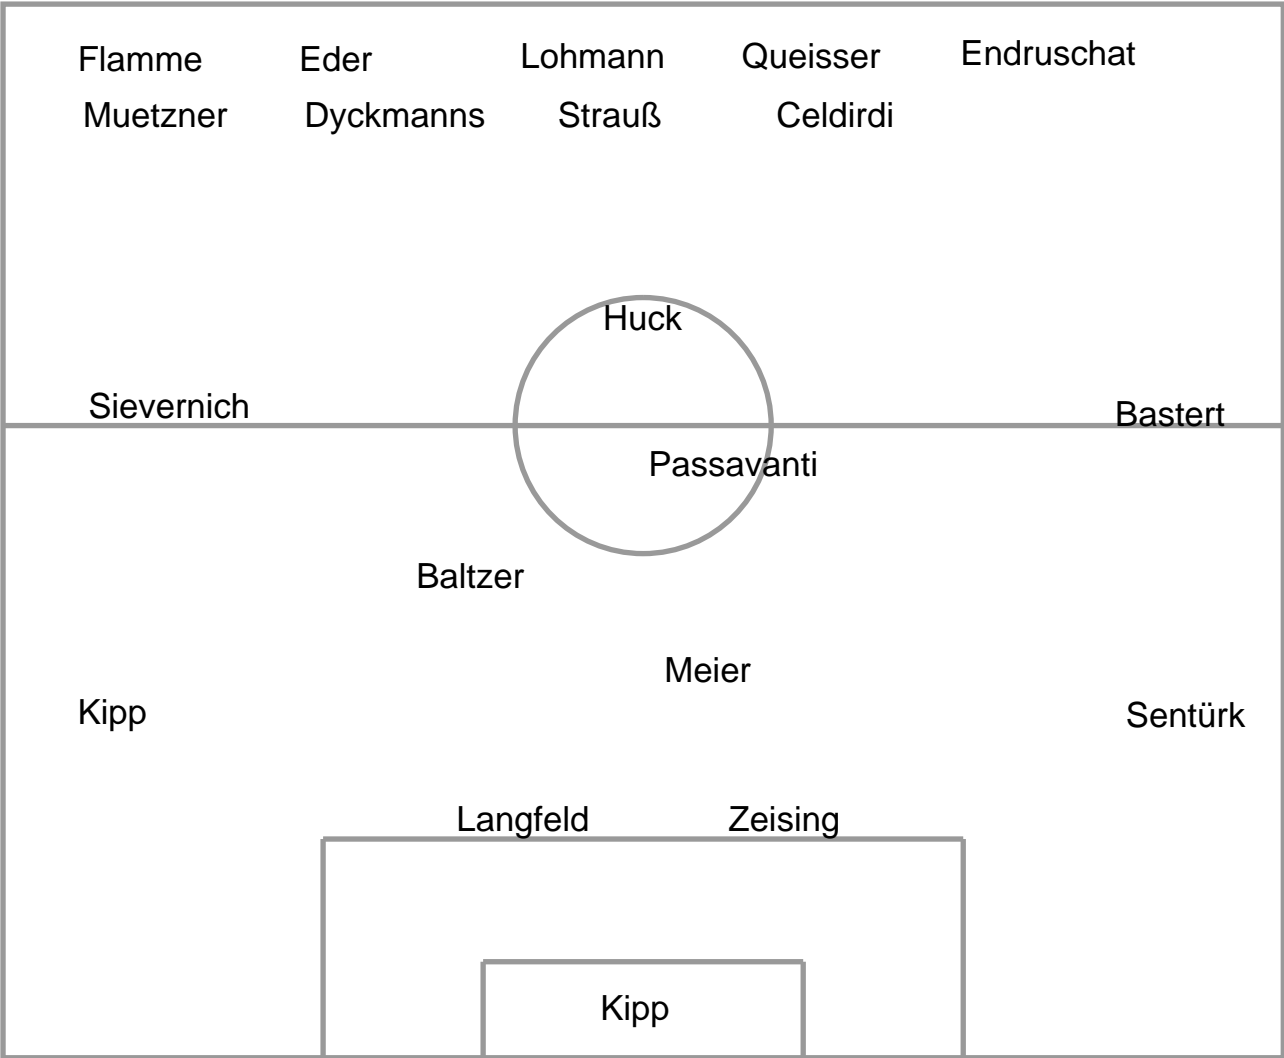 Flamme Eder Lohmann Queisser Endruschat
Muetzner Dyckmanns Strauß Celdirdi
Huck
Sievernich Bastert
Passavanti
Baltzer
Meier
Kipp Sentürk
Langfeld Zeising
Kipp